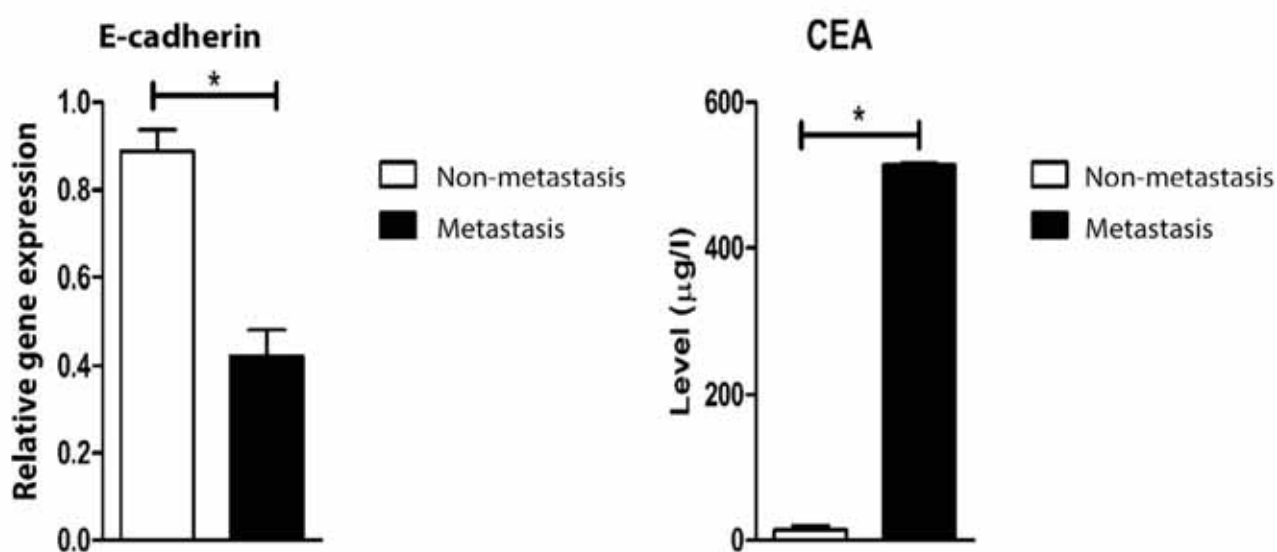 E-cadherin
*
Relative gene expression
1.0
0.8
0.6
0.4
0.2
0.0
Non-metastasis
Metastasis
CEA
*
Level (µg/l)
600
400
200
0
Non-metastasis
Metastasis